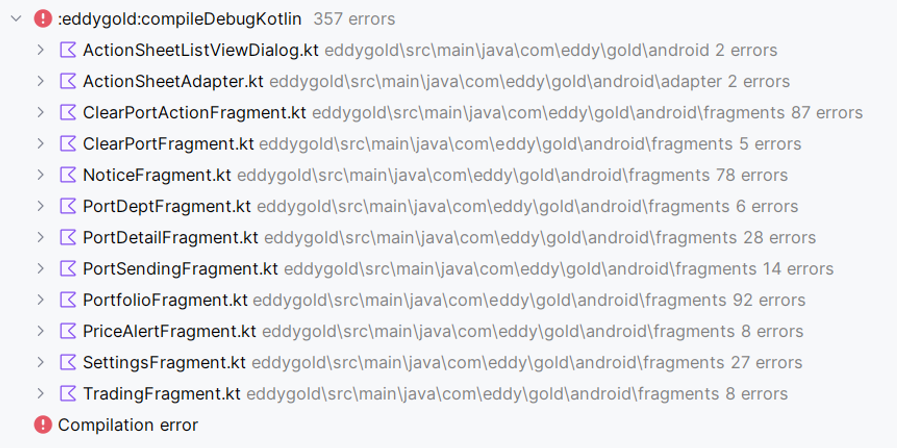 :eddygold:compileDebugKotlin 357 errors
ActionSheetListViewDialog.kt eddygold\src\main\java\com\eddy\gold\android 2 errors
ActionSheetAdapter.kt eddygold\src\main\java\com\eddy\gold\android\adapter 2 errors
ClearPortActionFragment.kt eddygold\src\main\java\com\eddy\gold\android\fragments 87 errors
ClearPortFragment.kt eddygold\src\main\java\com\eddy\gold\android\fragments 5 errors
NoticeFragment.kt eddygold\src\main\java\com\eddy\gold\android\fragments 78 errors
PortDeptFragment.kt eddygold\src\main\java\com\eddy\gold\android\fragments 6 errors
PortDetailFragment.kt eddygold\src\main\java\com\eddy\gold\android\fragments 28 errors
PortSendingFragment.kt eddygold\src\main\java\com\eddy\gold\android\fragments 14 errors
PortfolioFragment.kt eddygold\src\main\java\com\eddy\gold\android\fragments 92 errors
PriceAlertFragment.kt eddygold\src\main\java\com\eddy\gold\android\fragments 8 errors
SettingsFragment.kt eddygold\src\main\java\com\eddy\gold\android\fragments 27 errors
TradingFragment.kt eddygold\src\main\java\com\eddy\gold\android\fragments 8 errors
Compilation error